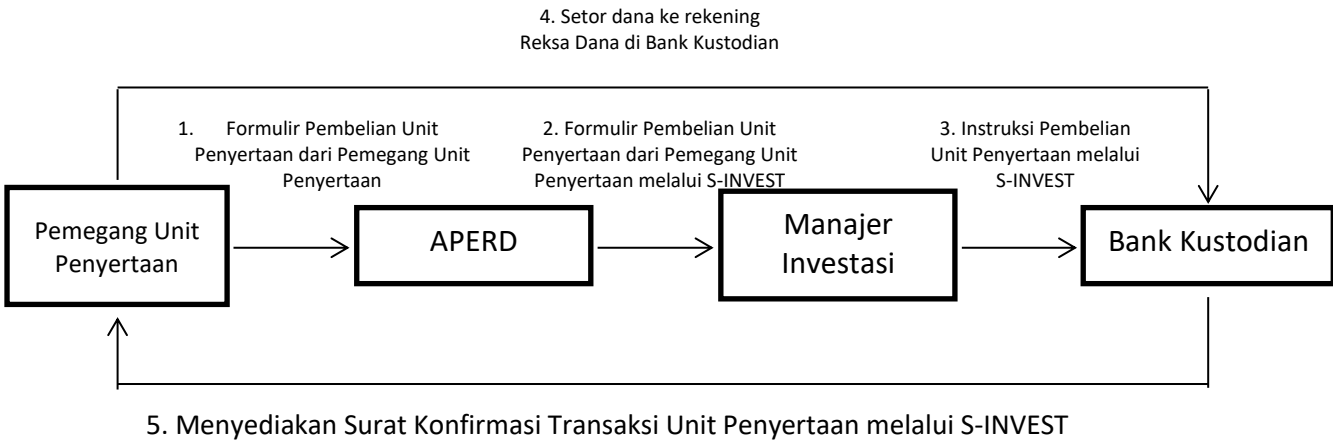 4. Setor dana ke rekening
Reksa Dana di Bank Kustodian
1. Formulir Pembelian Unit
Penyertaan dari Pemegang Unit
Penyertaan
2. Formulir Pembelian Unit
Penyertaan dari Pemegang Unit
Penyertaan melalui S-INVEST
3. Instruksi Pembelian
Unit Penyertaan melalui
S-INVEST
Pemegang Unit
Penyertaan
APERD
Manajer
Investasi
Bank Kustodian
5. Menyediakan Surat Konfirmasi Transaksi Unit Penyertaan melalui S-INVEST